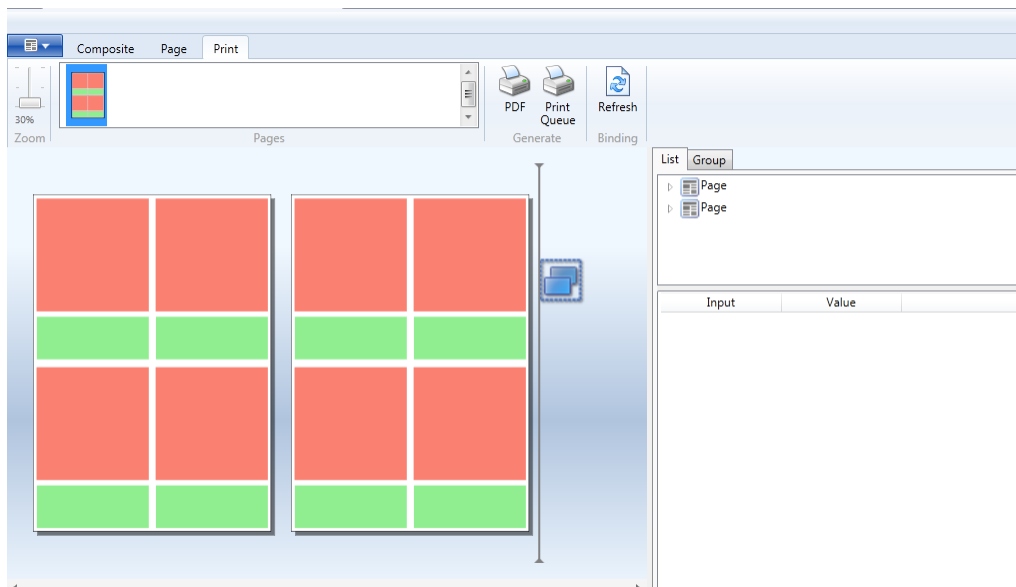 Composite Page Print
30%
Zoom
Pages
PDF Print Queue
Generate
Refresh
Binding
List Group
Page
Page
Input Value